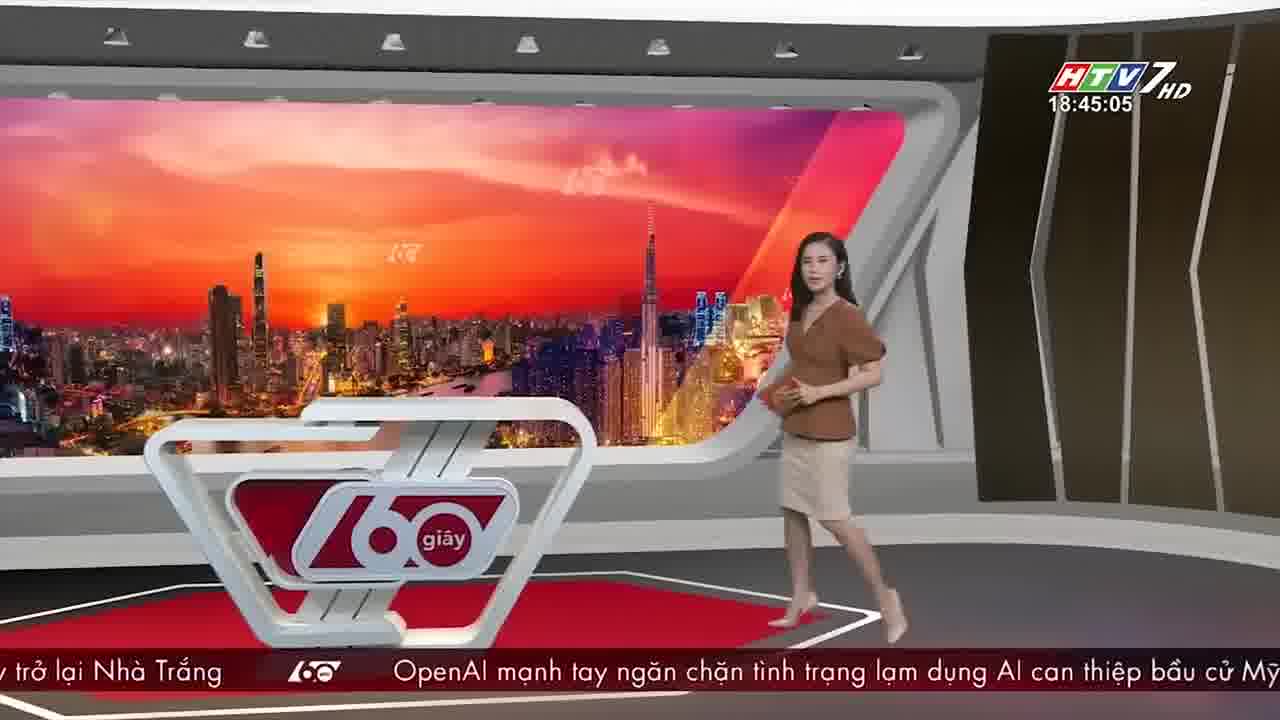 HTV7 HD
18:45:05
60 giây
trở lại Nhà Trắng
60
OpenAI mạnh tay ngăn chặn tình trạng lạm dụng AI can thiệp bầu cử Mỹ